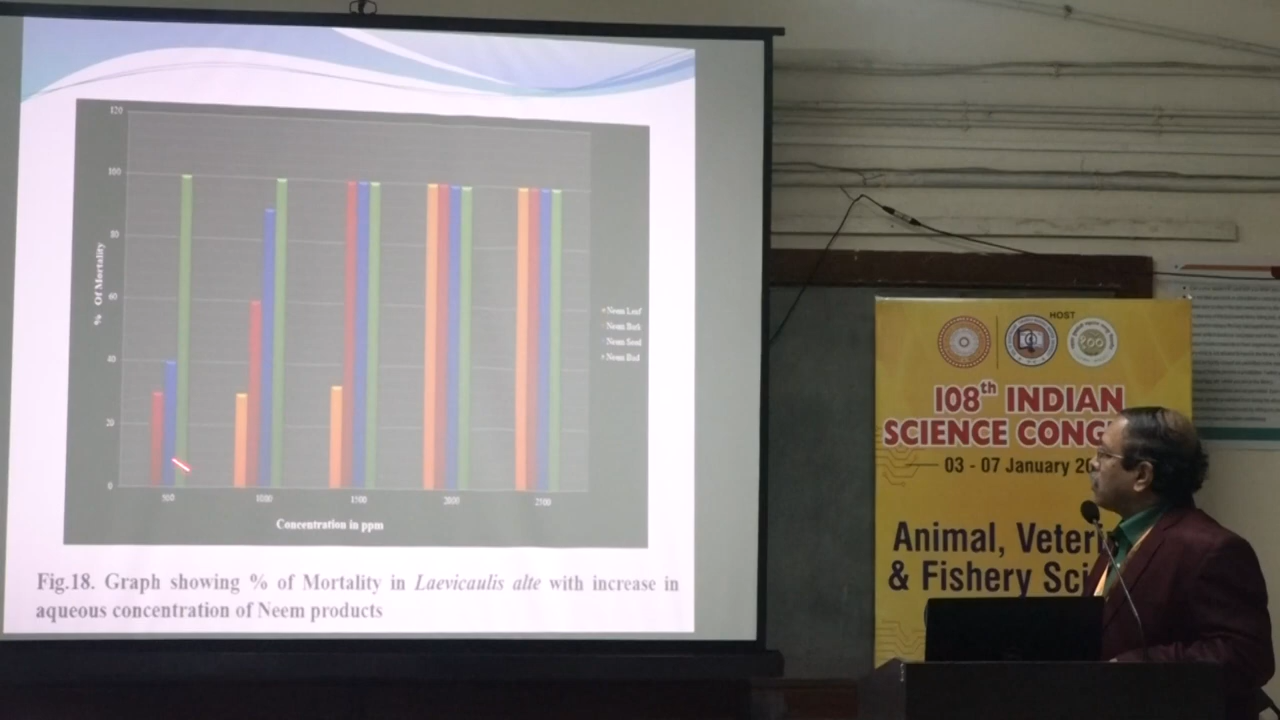 120
100
80
60
40
20
0
% Of Mortality
500
1000
1500
2000
2500
Concentration in ppm
Neem Leaf
Neem Bark
Neem Seed
Neem Bud
Fig.18. Graph showing % of Mortality in Laevicaulis alte with increase in
aqueous concentration of Neem products
HOST
108th INDIAN
SCIENCE CONG
03 - 07 January 20
Animal, Veter
& Fishery Sci